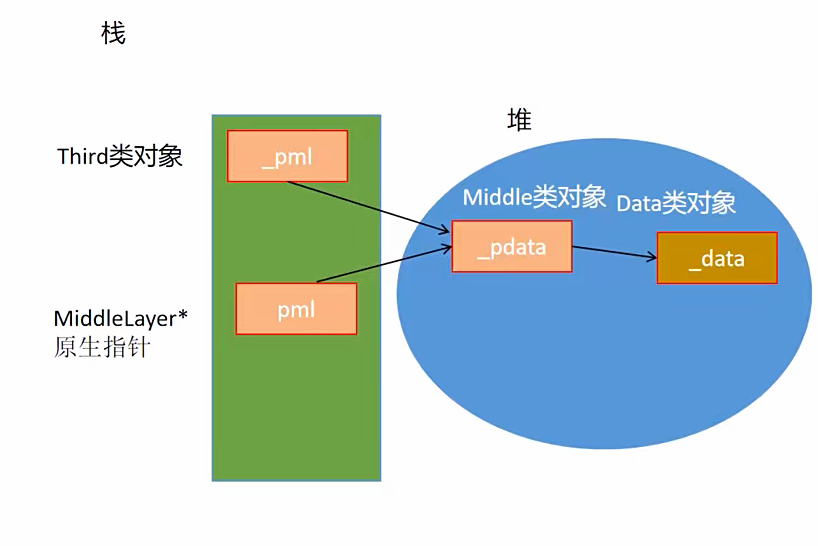 栈
堆
Third类对象
_pml
Middle类对象
Data类对象
_pdata
_data
MiddleLayer*
原生指针
pml